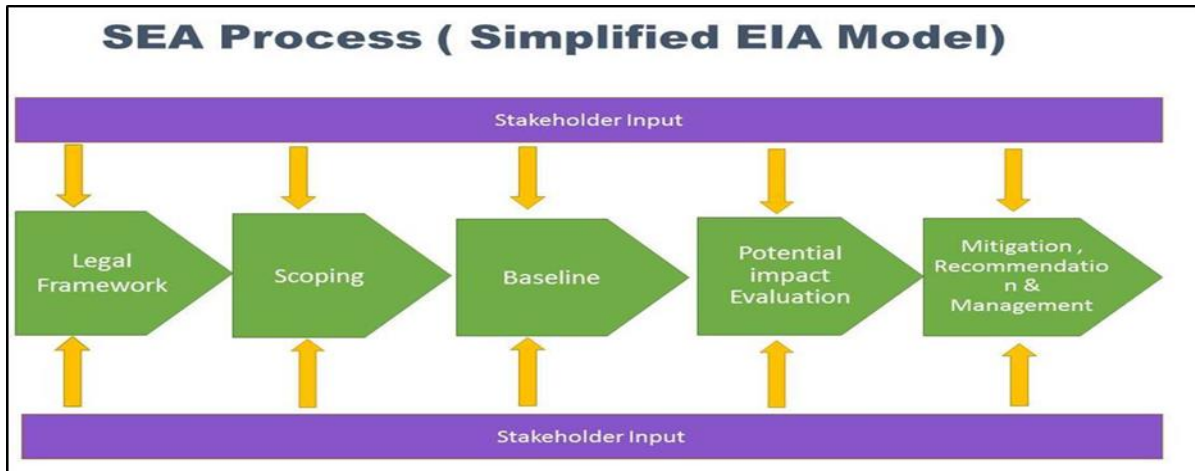 SEA Process ( Simplified EIA Model)
Stakeholder Input
Legal
Framework
Scoping
Baseline
Potential
impact
Evaluation
Mitigation ,
Recommendatio
n &
Management
Stakeholder Input